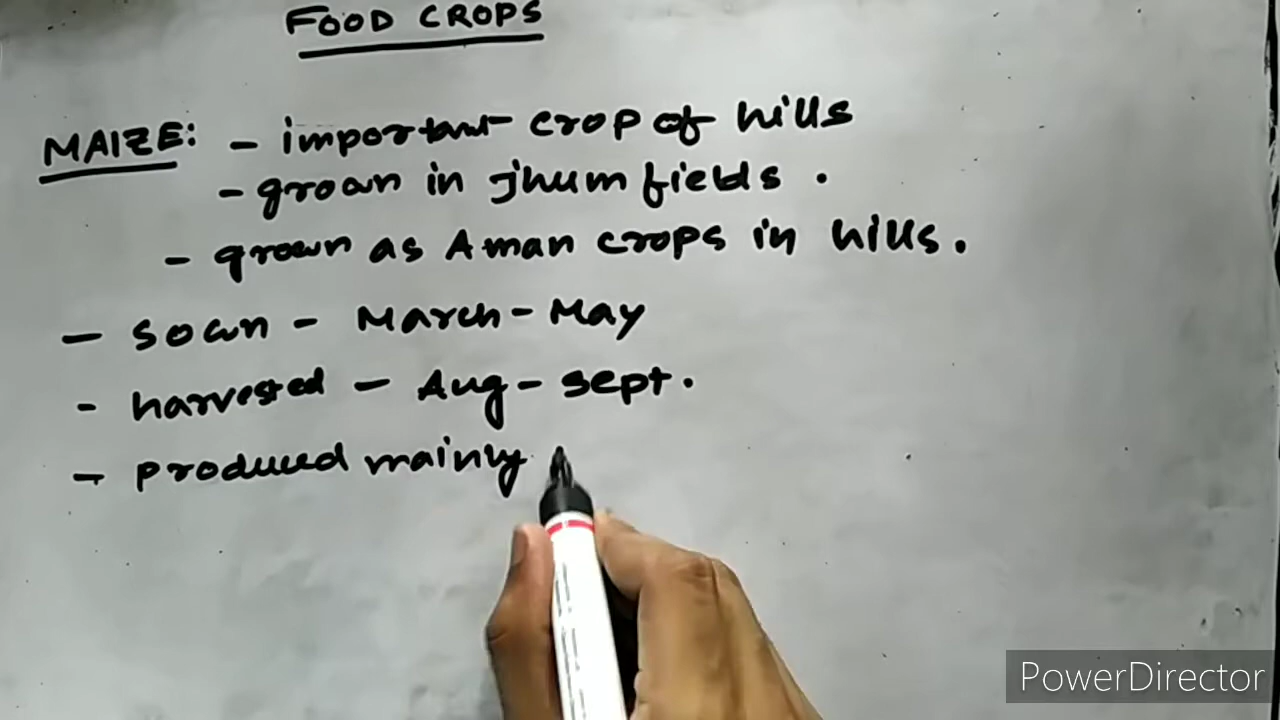 FOOD CROPS
MAIZE: - important crop of hills
- grown in jhum fields.
- grown as Aman crops in hills.
- sown - March-May
- harvested - Aug-sept.
- Produced mainly
PowerDirector